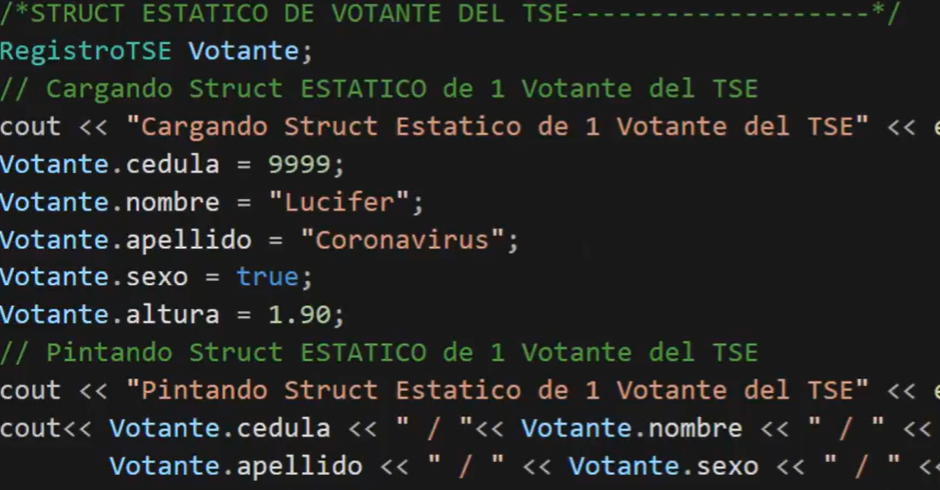 /*STRUCT ESTATICO DE VOTANTE DEL TSE-------------------*/
RegistroTSE Votante;
// Cargando Struct ESTATICO de 1 Votante del TSE
cout << "Cargando Struct Estatico de 1 Votante del TSE" <<
Votante.cedula = 9999;
Votante.nombre = "Lucifer";
Votante.apellido = "Coronavirus";
Votante.sexo = true;
Votante.altura = 1.90;
// Pintando Struct ESTATICO de 1 Votante del TSE
cout << "Pintando Struct Estatico de 1 Votante del TSE" <<
cout<< Votante.cedula << " / "<< Votante.nombre << " / " <<
Votante.apellido << " / " << Votante.sexo << " / " <<